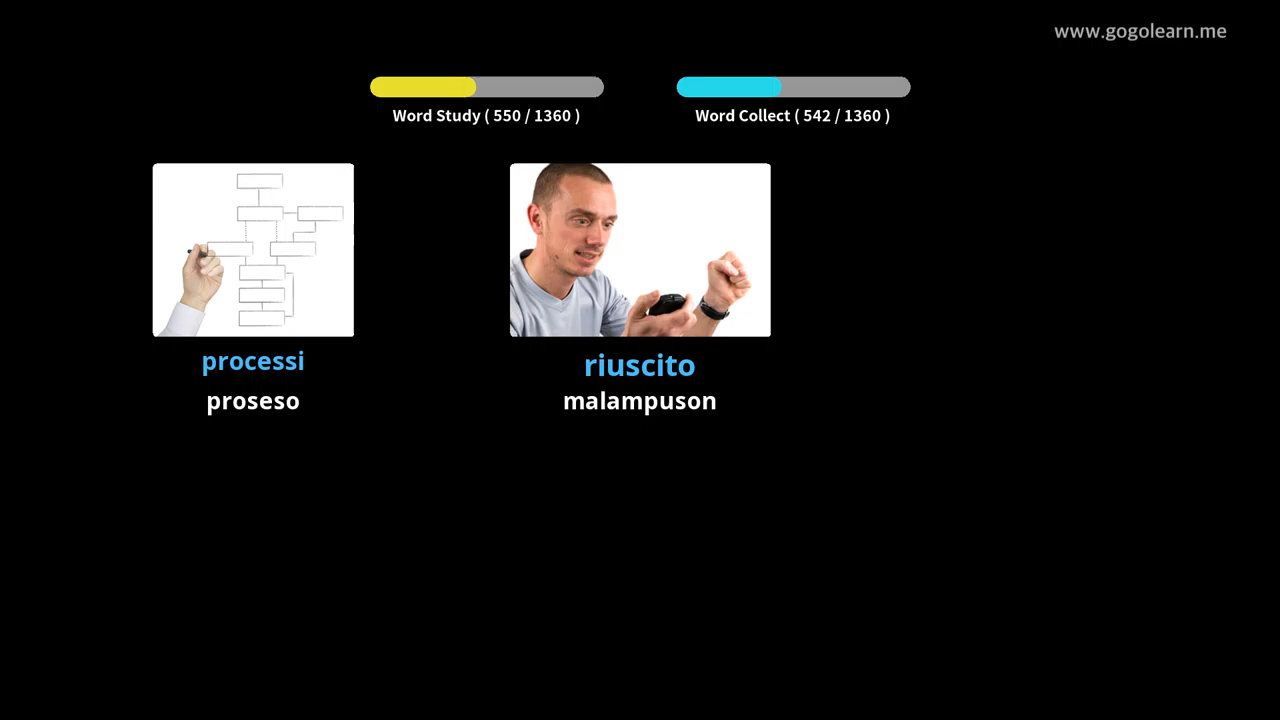 www.gogolearn.me
Word Study ( 550 / 1360 )
Word Collect ( 542 / 1360 )
processi
proseso
riuscito
malampuson